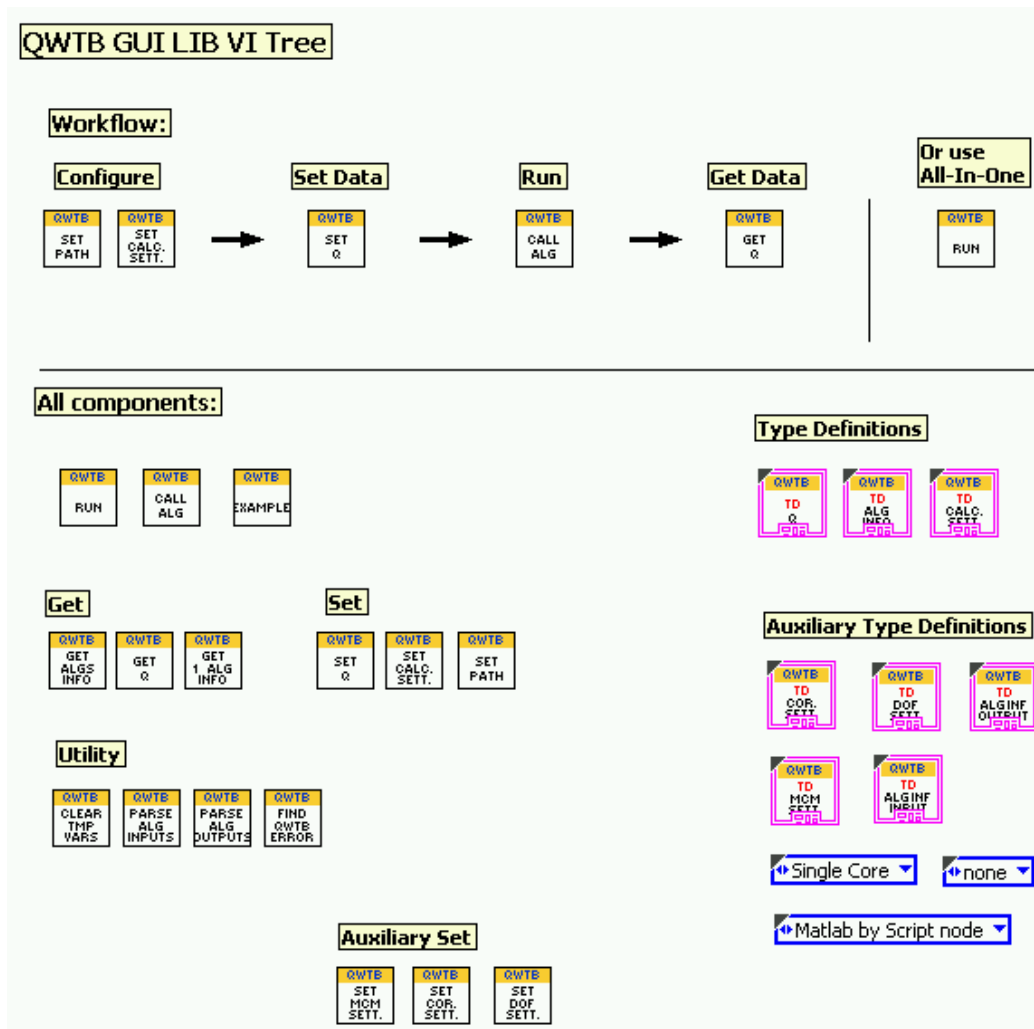 QWTB GUI LIB VI Tree
Workflow:
Configure
Set Data
Run
Get Data
Or use
All-In-One
QWTB
SET
PATH
QWTB
SET
CALC.
SETT.
QWTB
SET
Q
QWTB
CALL
ALG
QWTB
GET
Q
QWTB
RUN
All components:
QWTB
RUN
QWTB
CALL
ALG
QWTB
EXAMPLE
Type Definitions
QWTB
TD
Q
QWTB
TD
ALG
INFO
QWTB
TD
CALC.
SETT.
Get
QWTB
GET
ALGS
INFO
QWTB
GET
Q
QWTB
GET
1 ALG
INFO
Set
QWTB
SET
Q
QWTB
SET
CALC.
SETT.
QWTB
SET
PATH
Auxiliary Type Definitions
QWTB
TD
COR.
SETT.
QWTB
TD
DOF
SETT.
QWTB
TD
ALGINF
OUTPUT
QWTB
TD
MCM
SETT.
QWTB
TD
ALGINF
INPUT
Single Core
none
Matlab by Script node
Utility
QWTB
CLEAR
TMP
VARS
QWTB
PARSE
ALG
INPUTS
QWTB
PARSE
ALG
OUTPUTS
QWTB
FIND
QWTB
ERROR
Auxiliary Set
QWTB
SET
MCM
SETT.
QWTB
SET
COR.
SETT.
QWTB
SET
DOF
SETT.